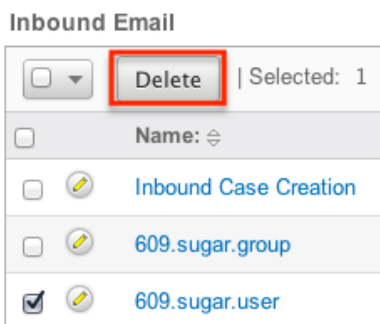 Inbound Email
Delete | Selected: 1
Name:
Inbound Case Creation
609.sugar.group
609.sugar.user